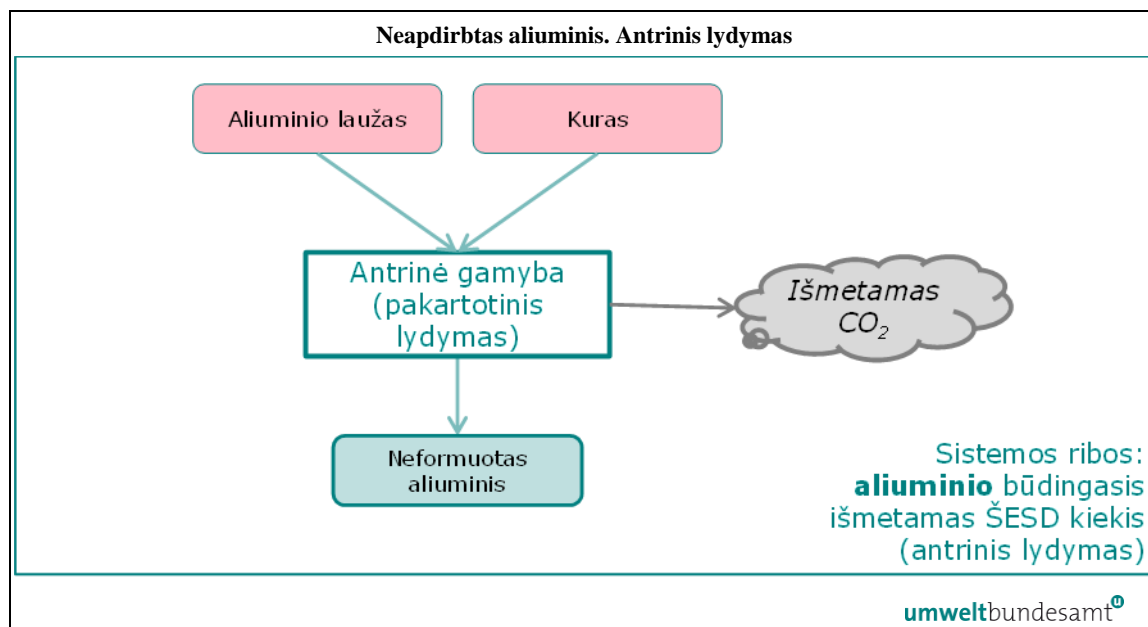 Neapdirbtas aliuminis. Antrinis lydymas
Aliuminio laužas
Kuras
Antrinė gamyba
(pakartotinis
lydymas)
Išmetamas
CO₂
Neformuotas
aliuminis
Sistemos ribos:
aliuminio būdingasis
išmetamas ŠESD kiekis
(antrinis lydymas)
umweltbundesamt